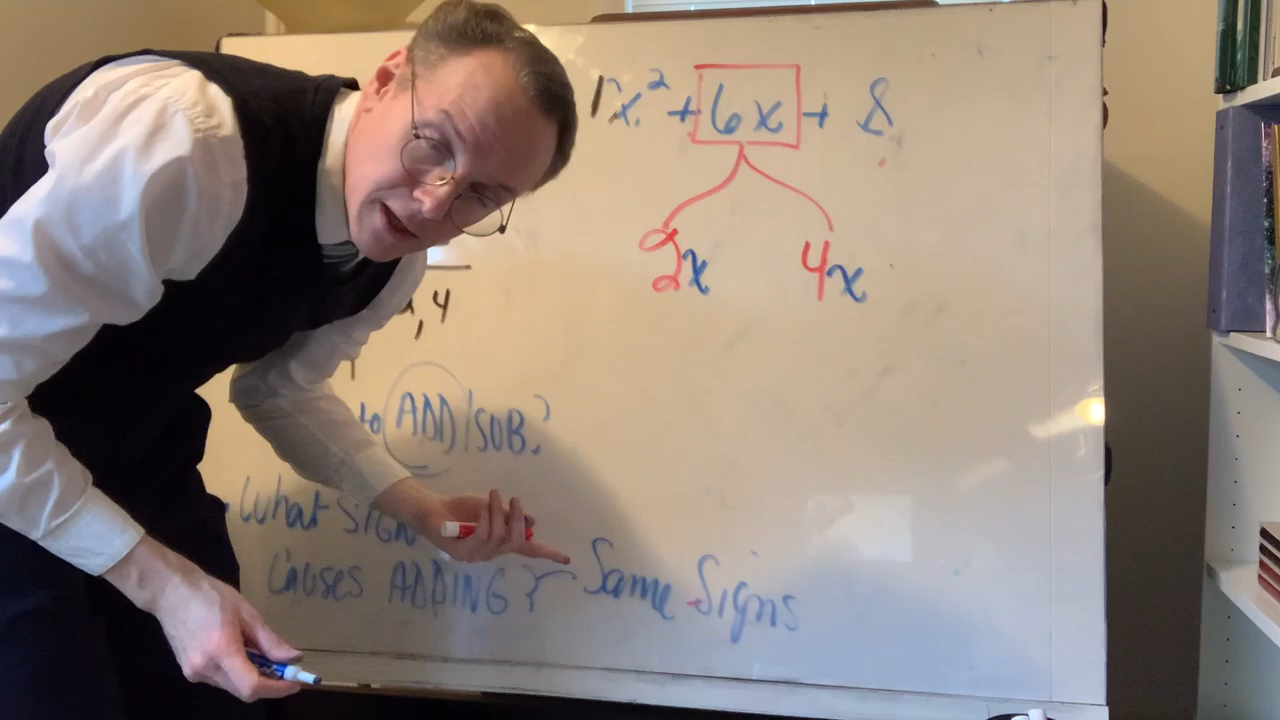 1x² + 6x + 8
2x 4x
, 4
to ADD/SUB?
What SIGN
CAUSES ADDING } Same Signs